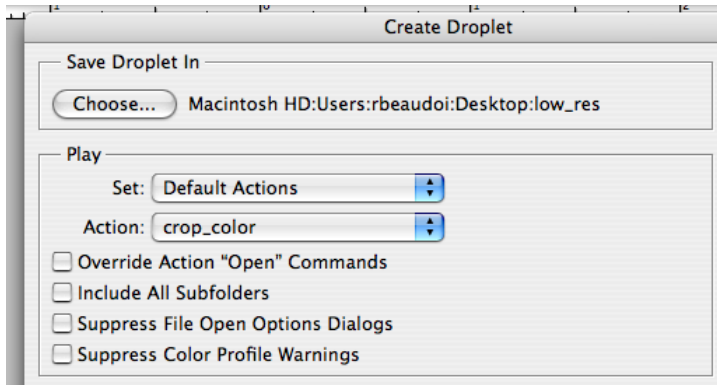 Create Droplet
Save Droplet In
Choose... Macintosh HD:Users:rbeaudoi:Desktop:low_res
Play
Set: Default Actions
Action: crop_color
Override Action “Open” Commands
Include All Subfolders
Suppress File Open Options Dialogs
Suppress Color Profile Warnings